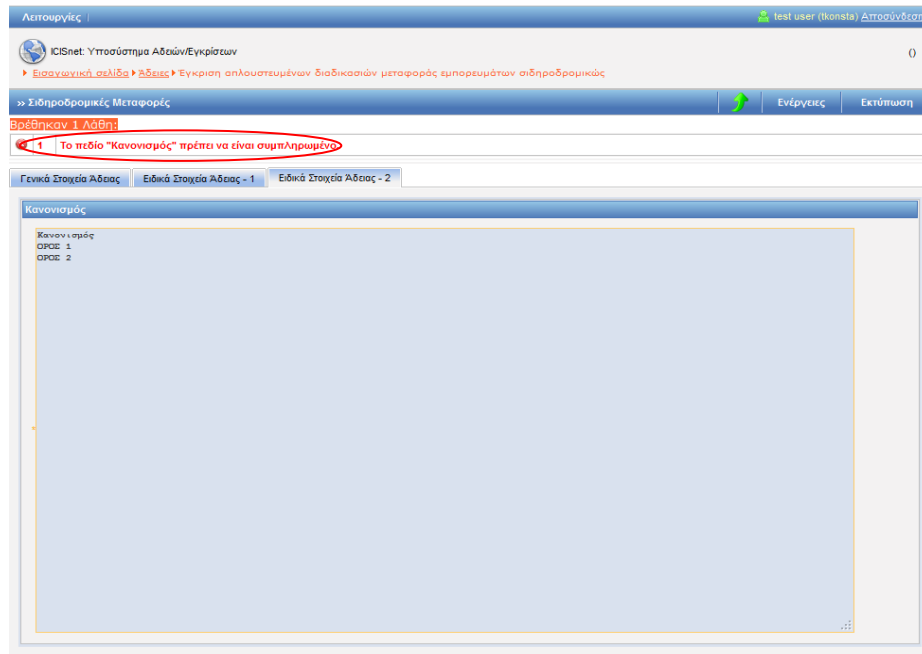 Λειτουργίες
test user (tkonsta) Αποσύνδεση
ICISnet: Υποσύστημα Αδειών/Εγκρίσεων
()
Εισαγωγική σελίδα Άδειες Έγκριση απλουστευμένων διαδικασιών μεταφοράς εμπορευμάτων σιδηροδρομικώς
» Σιδηροδρομικές Μεταφορές
Ενέργειες Εκτύπωση
Βρέθηκαν 1 Λάθη:
1 Το πεδίο "Κανονισμός" πρέπει να είναι συμπληρωμένο
Γενικά Στοιχεία Άδειας Ειδικά Στοιχεία Άδειας - 1 Ειδικά Στοιχεία Άδειας - 2
Κανονισμός
Κανονισμός
ΟΡΟΣ 1
ΟΡΟΣ 2
*